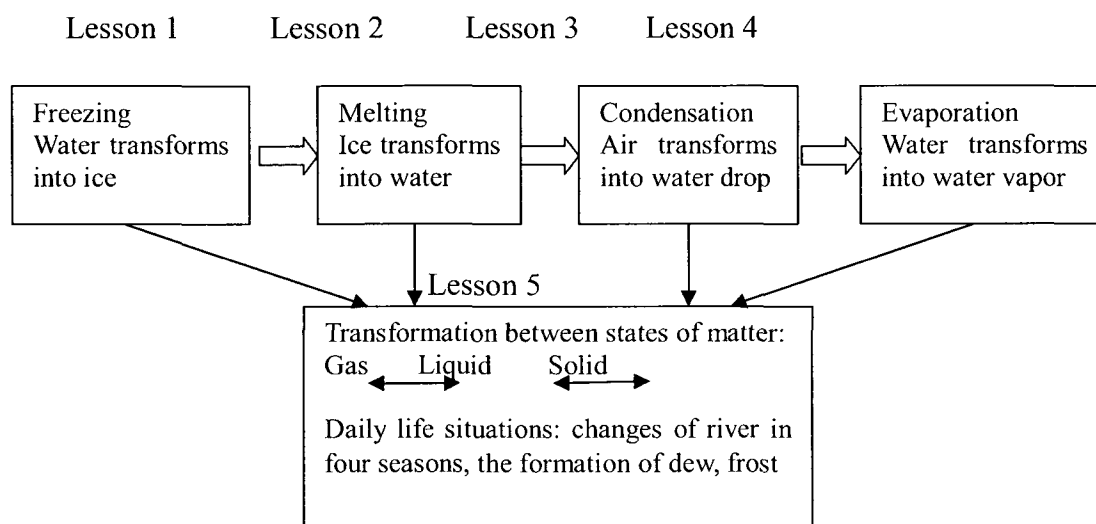 Lesson 1 Lesson 2 Lesson 3 Lesson 4
Freezing
Water transforms
into ice
Melting
Ice transforms
into water
Condensation
Air transforms
into water drop
Evaporation
Water transforms
into water vapor
Lesson 5
Transformation between states of matter:
Gas Liquid Solid
Daily life situations: changes of river in
four seasons, the formation of dew, frost